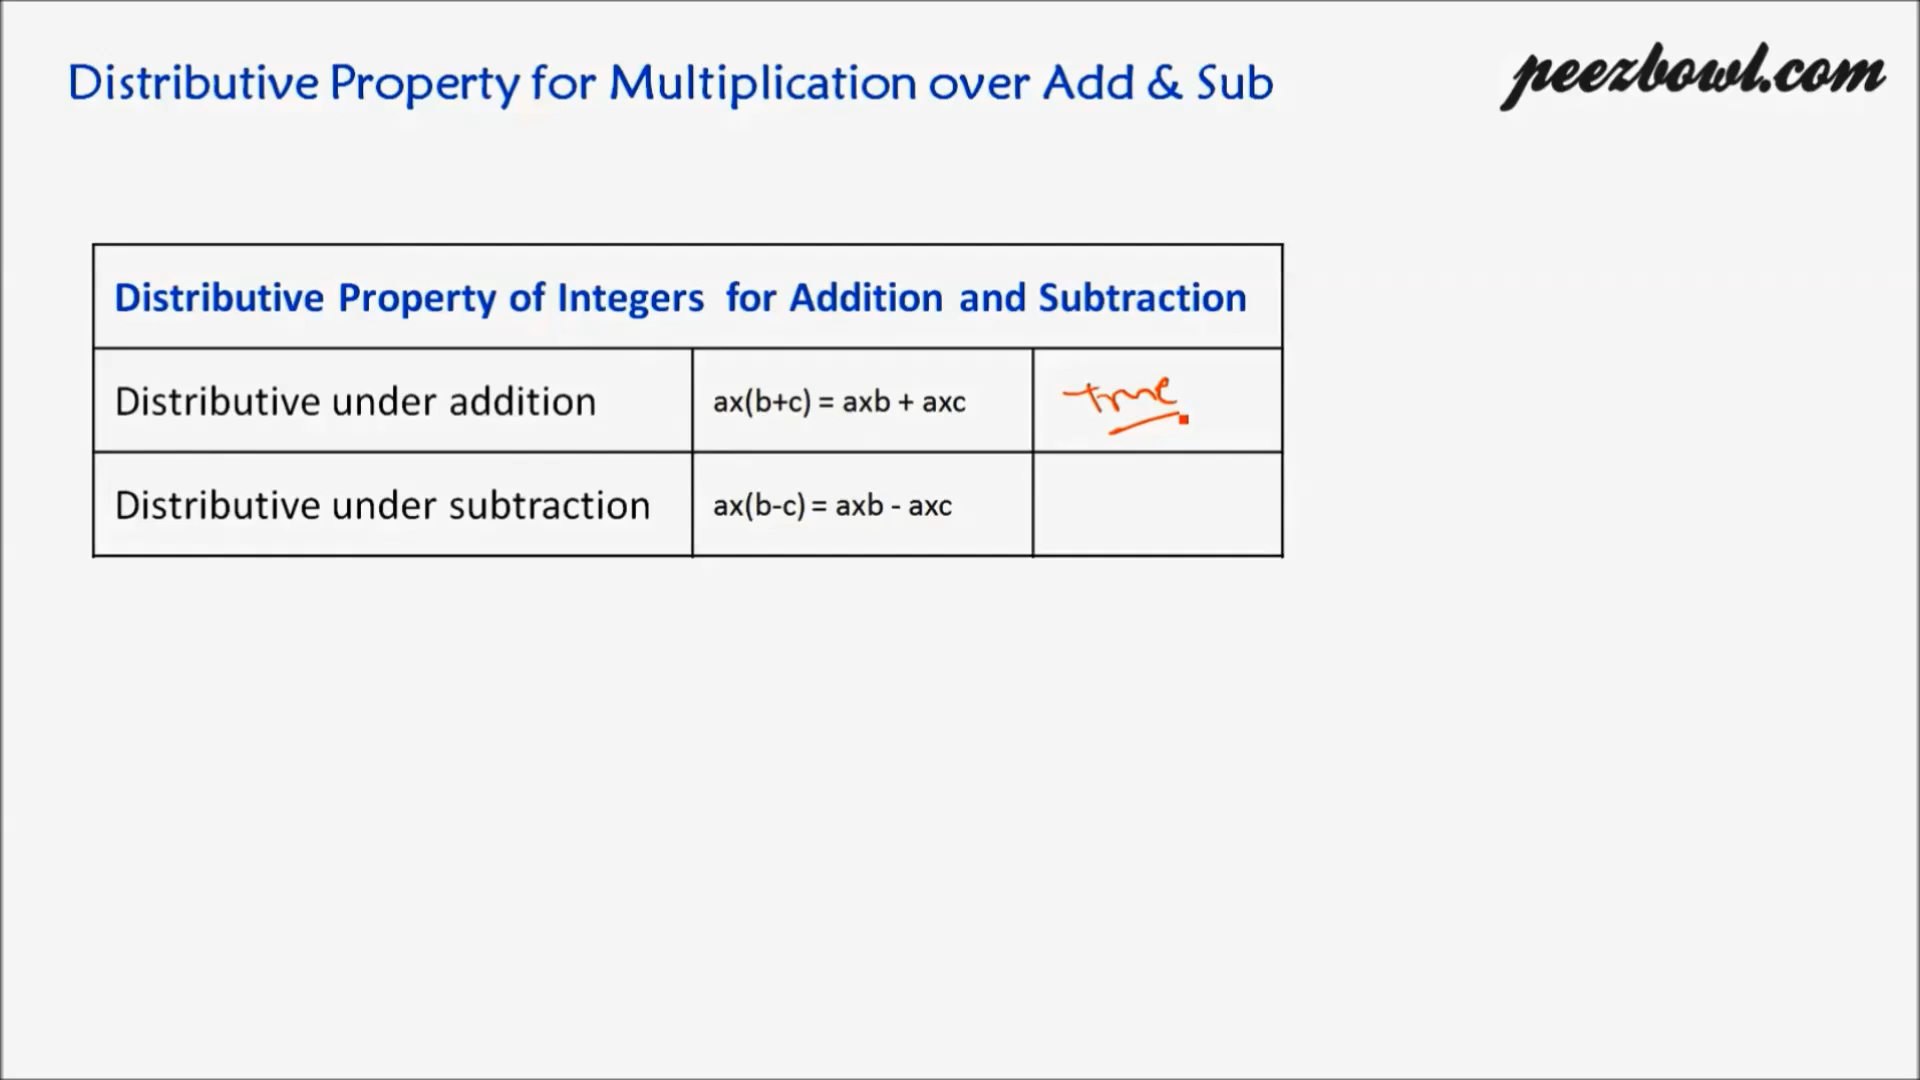 Distributive Property for Multiplication over Add & Sub
peezbowl.com
Distributive Property of Integers for Addition and Subtraction
Distributive under addition ax(b+c) = axb + axc true
Distributive under subtraction ax(b-c) = axb - axc